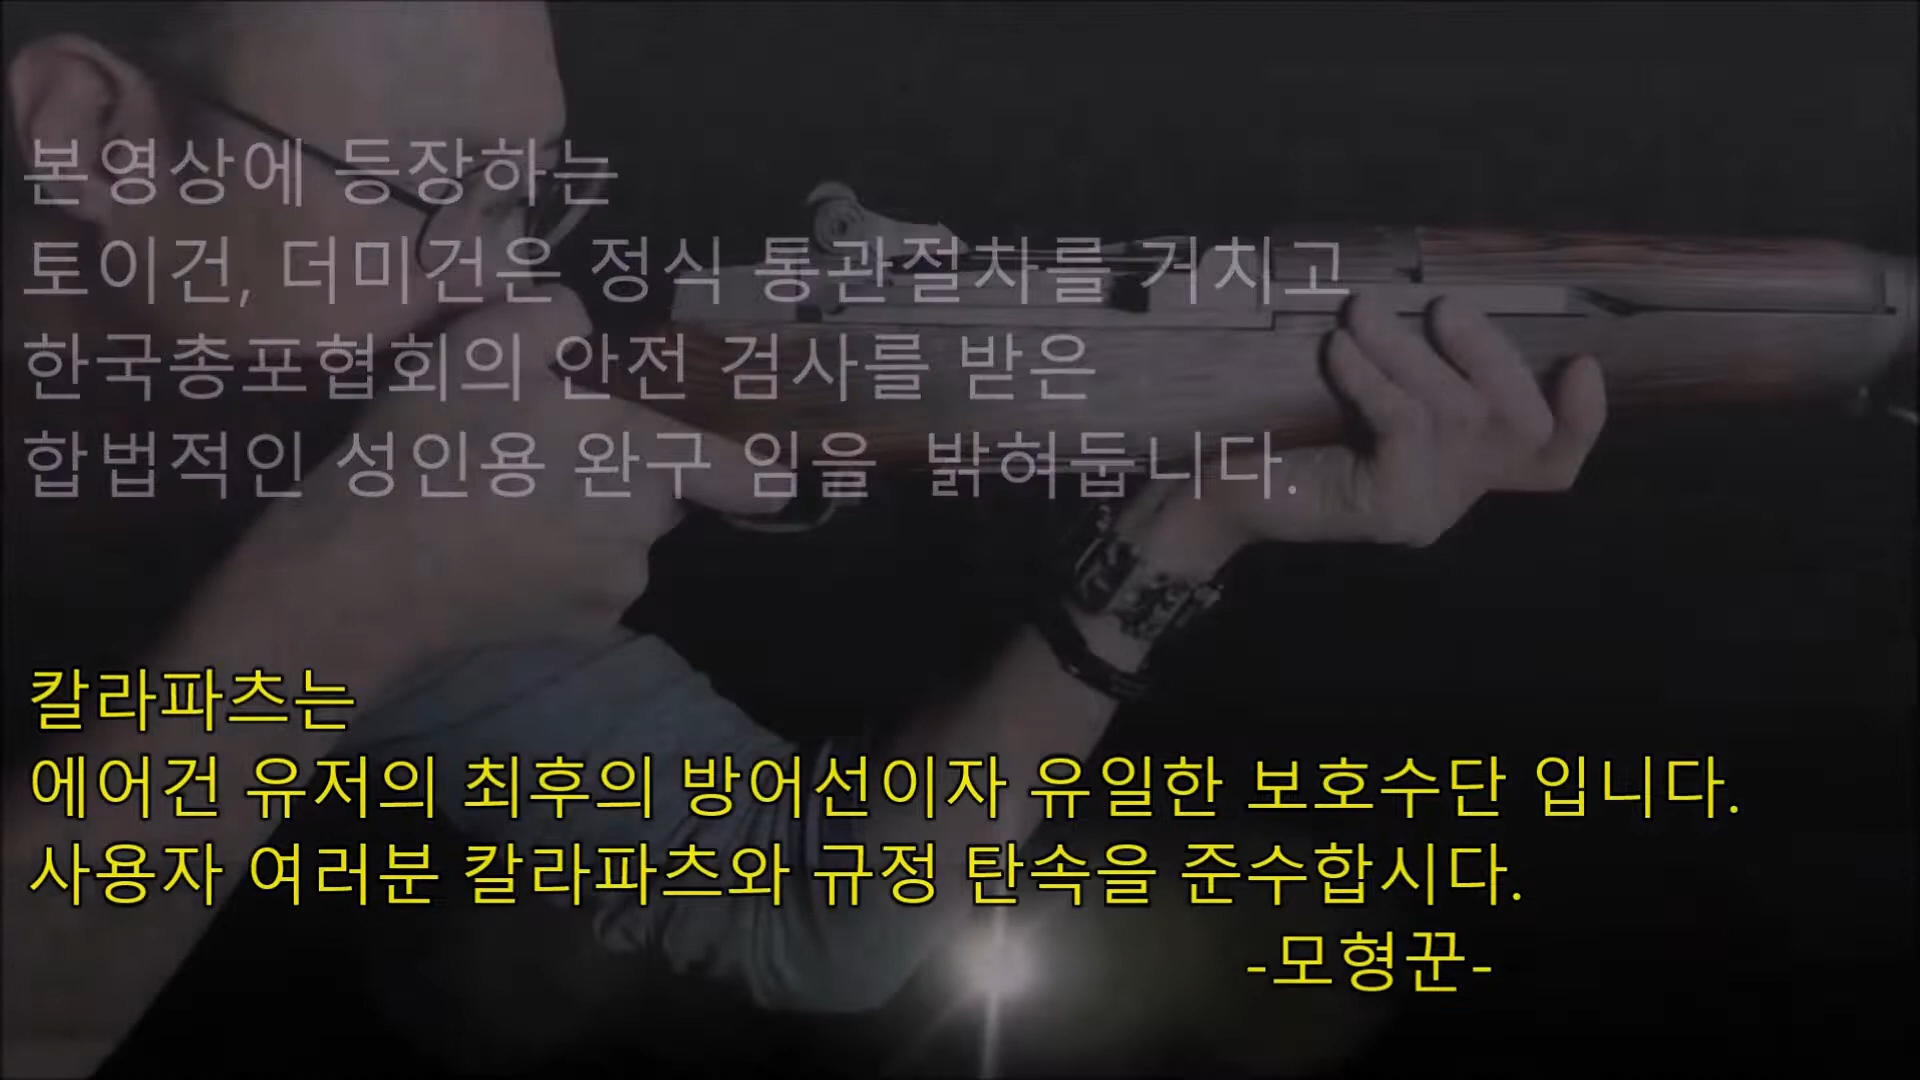 본영상에 등장하는
토이건, 더미건은 정식 통관절차를 거치고
한국총포협회의 안전 검사를 받은
합법적인 성인용 완구 임을 밝혀둡니다.
칼라파츠는
에어건 유저의 최후의 방어선이자 유일한 보호수단 입니다.
사용자 여러분 칼라파츠와 규정 탄속을 준수합시다.
-모형꾼-